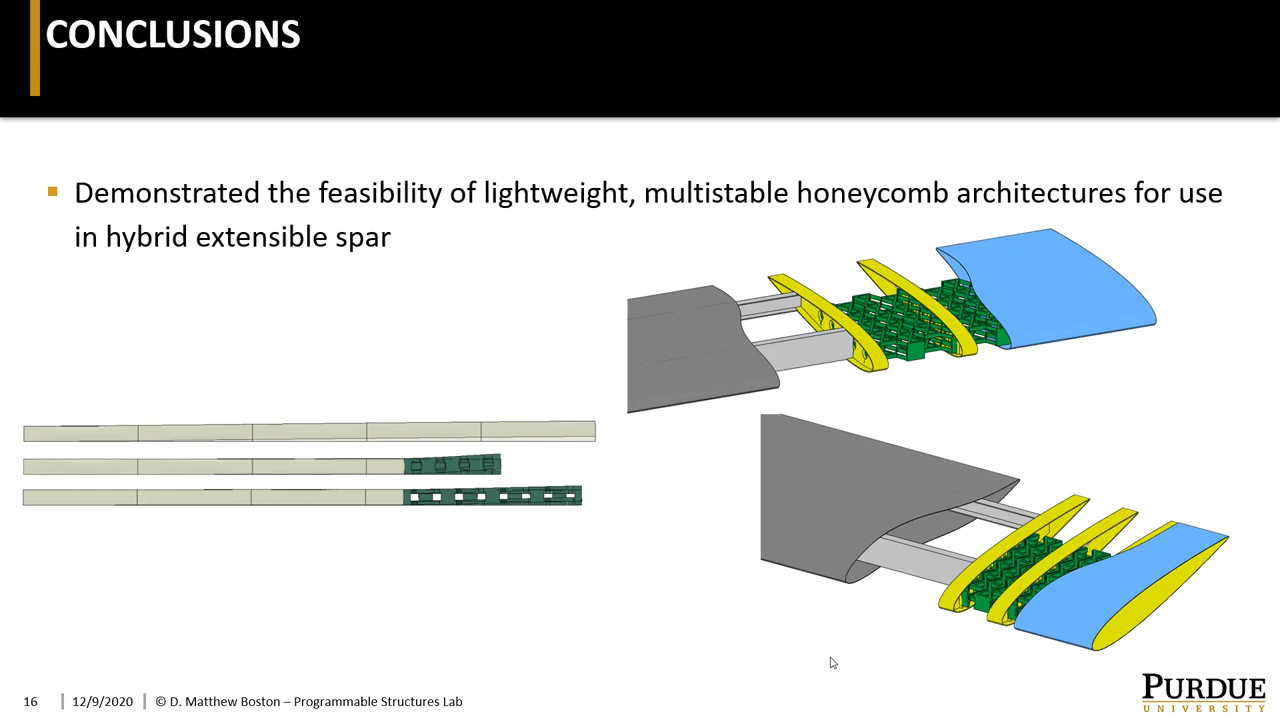 CONCLUSIONS
Demonstrated the feasibility of lightweight, multistable honeycomb architectures for use
in hybrid extensible spar
16 12/9/2020 © D. Matthew Boston – Programmable Structures Lab
PURDUE
UNIVERSITY